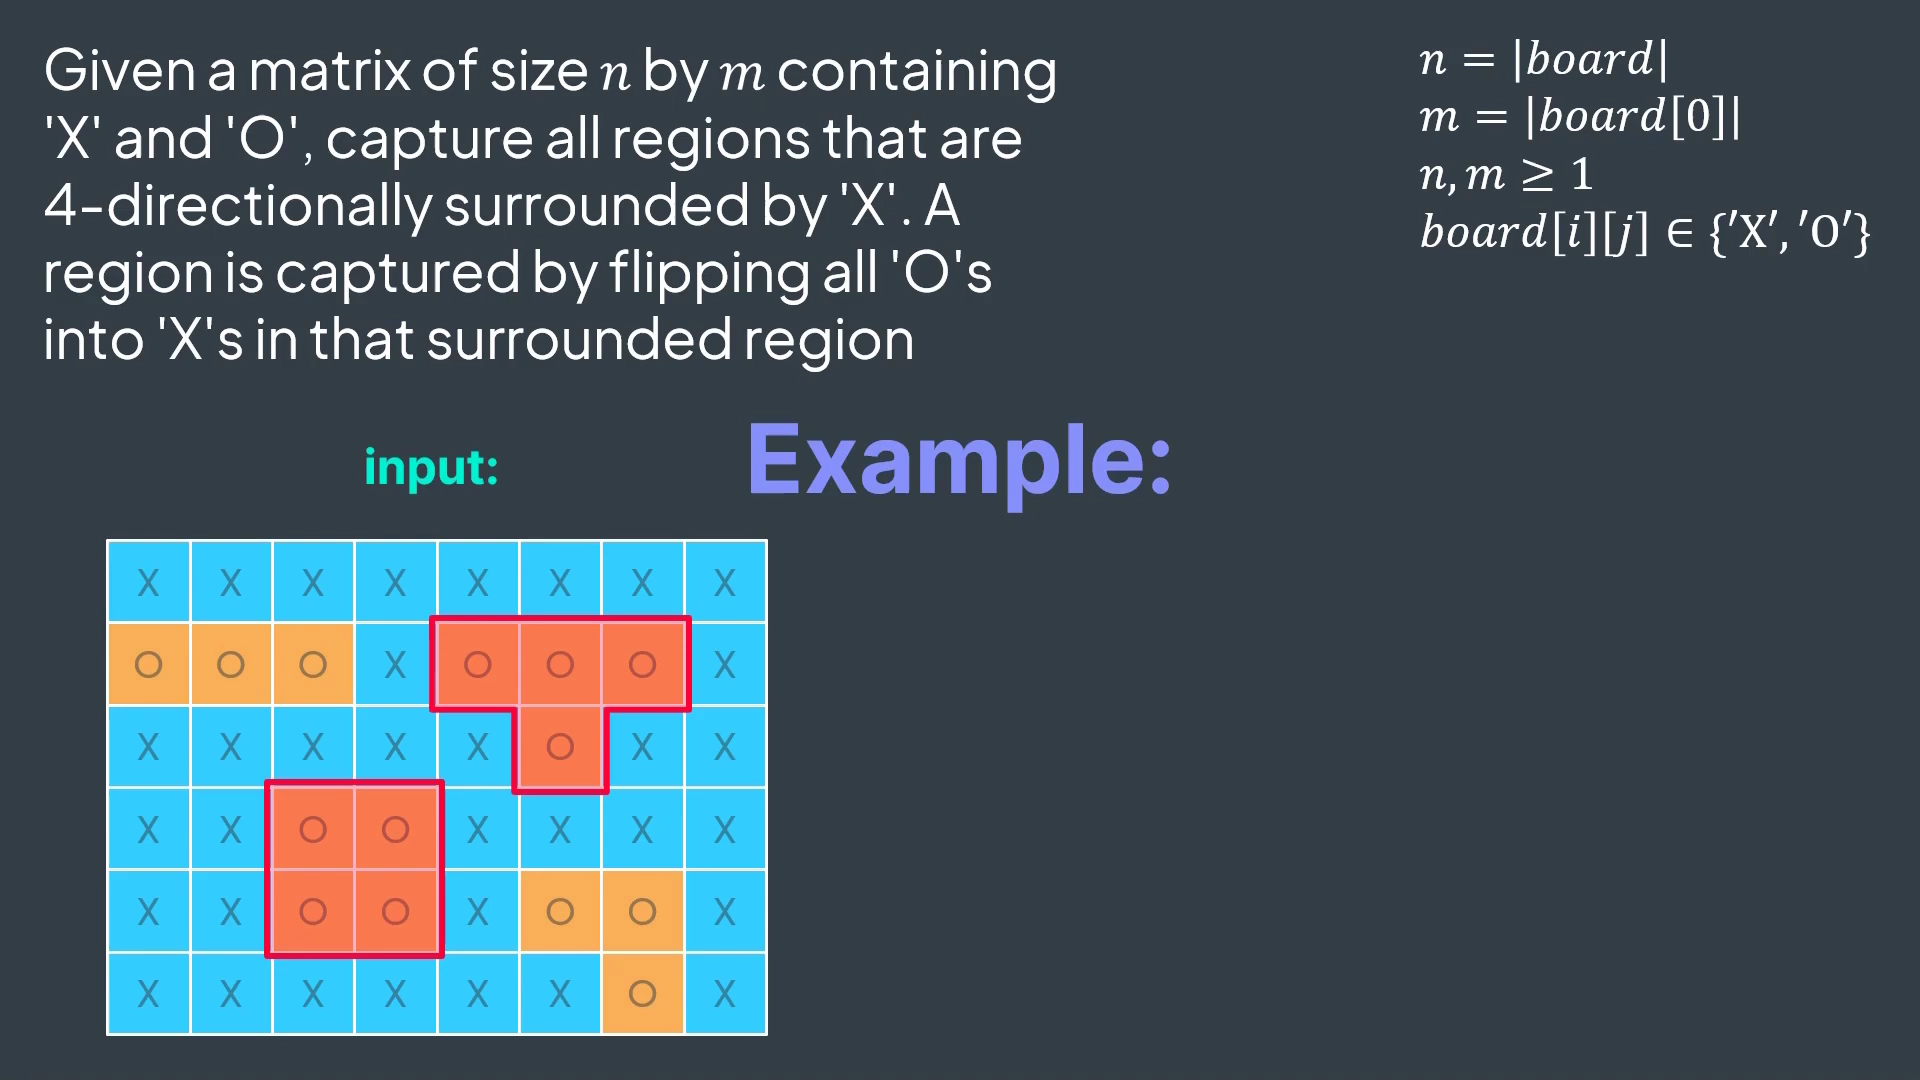 Given a matrix of size n by m containing
'X' and 'O', capture all regions that are
4-directionally surrounded by 'X'. A
region is captured by flipping all 'O's
into 'X's in that surrounded region
n = |board|
m = |board[0]|
n, m ≥ 1
board[i][j] ∈ {'X', 'O'}
Example:
input:
X X X X X X X X
O O O X O O O X
X X X X X O X X
X X O O X X X X
X X O O X O O X
X X X X X X O X